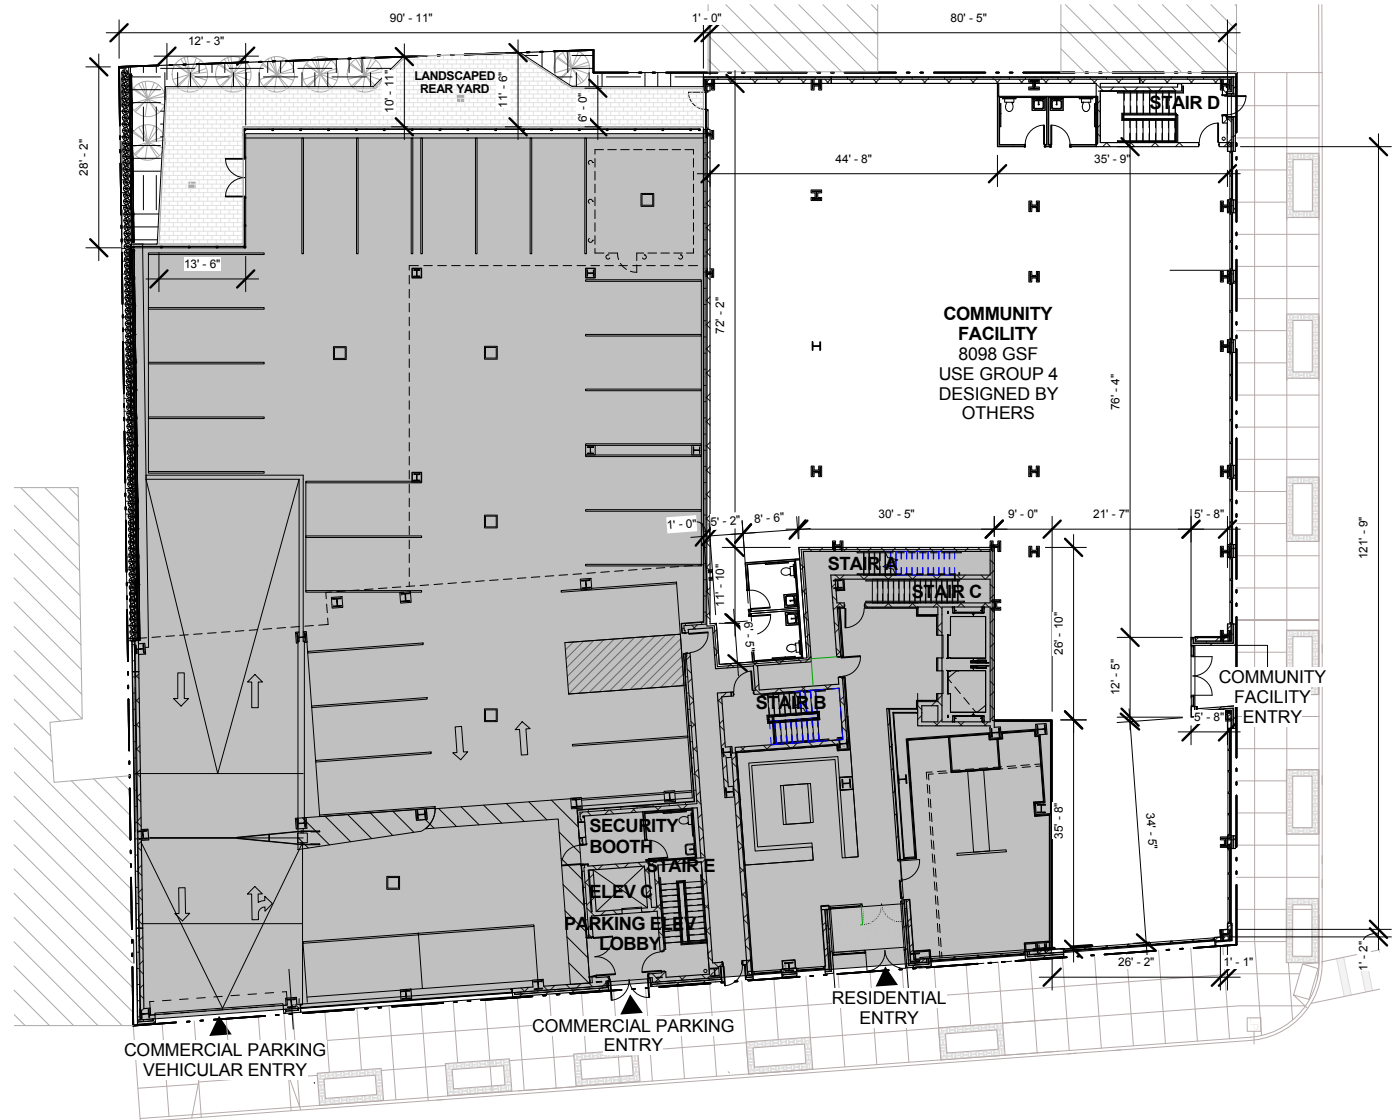 90' - 11"
1' - 0"
80' - 5"
12' - 3"
10' - 11"
LANDSCAPED
REAR YARD
11' - 6"
6' - 0"
STAIR D
28' - 2"
44' - 8"
35' - 9"
13' - 6"
72' - 2"
COMMUNITY
FACILITY
8098 GSF
USE GROUP 4
DESIGNED BY
OTHERS
76' - 4"
121' - 9"
1' - 0"
5' - 2"
8' - 6"
30' - 5"
9' - 0"
21' - 7"
5' - 8"
STAIR A
STAIR C
11' - 10"
6' - 5"
26' - 10"
12' - 5"
COMMUNITY
FACILITY
ENTRY
STAIR B
5' - 8"
35' - 8"
34' - 5"
SECURITY
BOOTH
STAIR E
ELEV C
PARKING ELEV
LOBBY
26' - 2"
1' - 1"
1' - 2"
RESIDENTIAL
ENTRY
COMMERCIAL PARKING
ENTRY
COMMERCIAL PARKING
VEHICULAR ENTRY